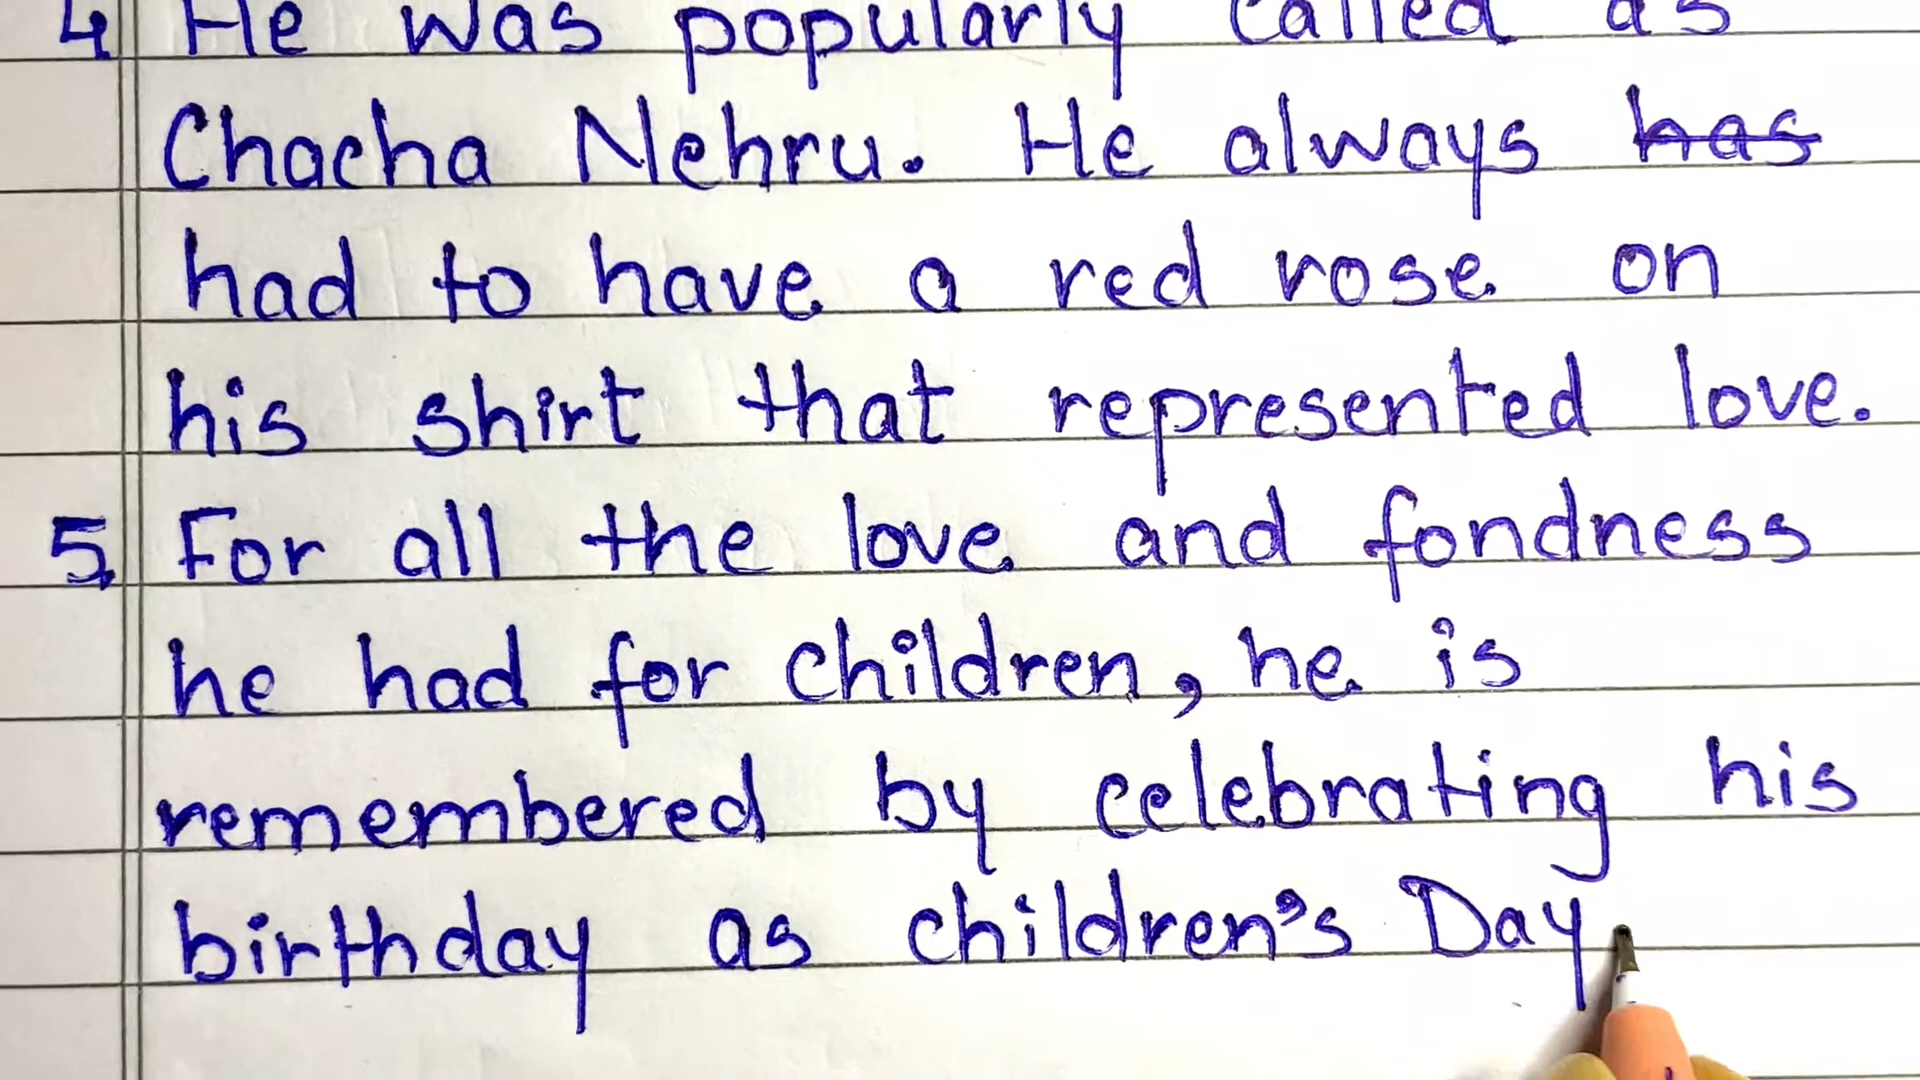 4. He was popularly called as
Chacha Nehru. He always has
had to have a red rose on
his shirt that represented love.
5. For all the love and fondness
he had for children, he is
remembered by celebrating his
birthday as children's Day.